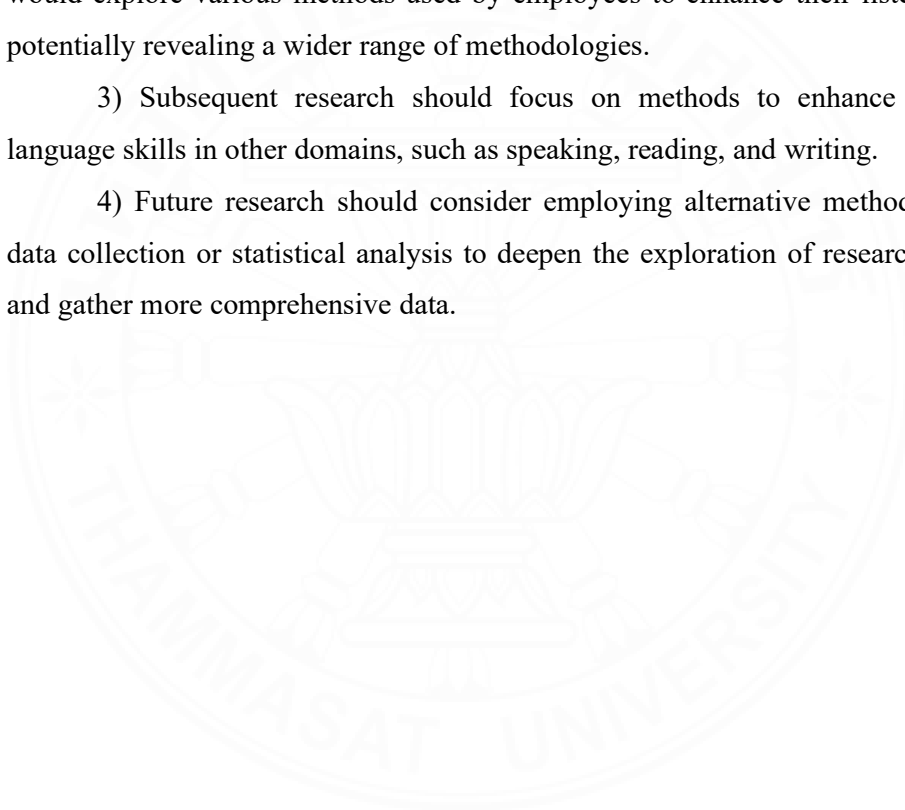 would explore various methods used by employees to enhance their
potentially revealing a wider range of methodologies.
3) Subsequent research should focus on methods to enhance
language skills in other domains, such as speaking, reading, and writing.
4) Future research should consider employing alternative
data collection or statistical analysis to deepen the exploration of
and gather more comprehensive data.
THAMMASAT UNIVERSITY